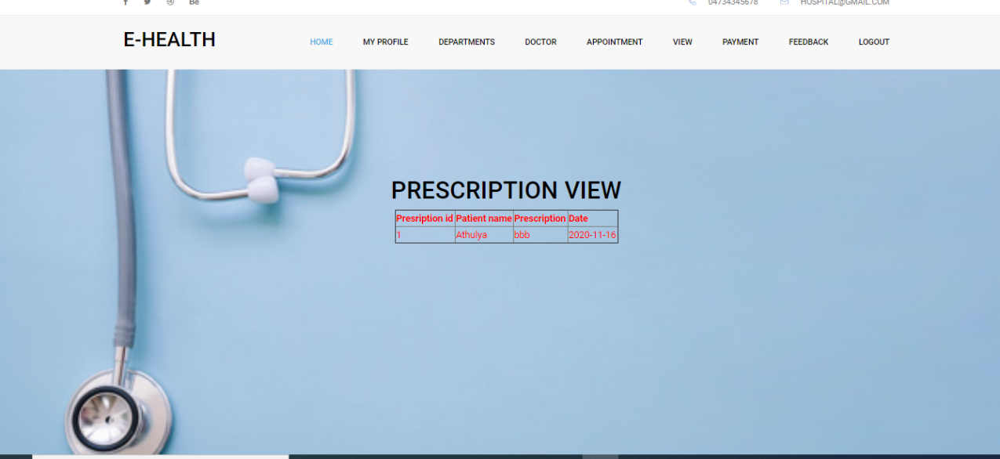 04734345678 HOSPITAL@GMAIL.COM
E-HEALTH HOME MY PROFILE DEPARTMENTS DOCTOR APPOINTMENT VIEW PAYMENT FEEDBACK LOGOUT
PRESCRIPTION VIEW
Presription id Patient name Prescription Date
1 Athulya bbb 2020-11-16